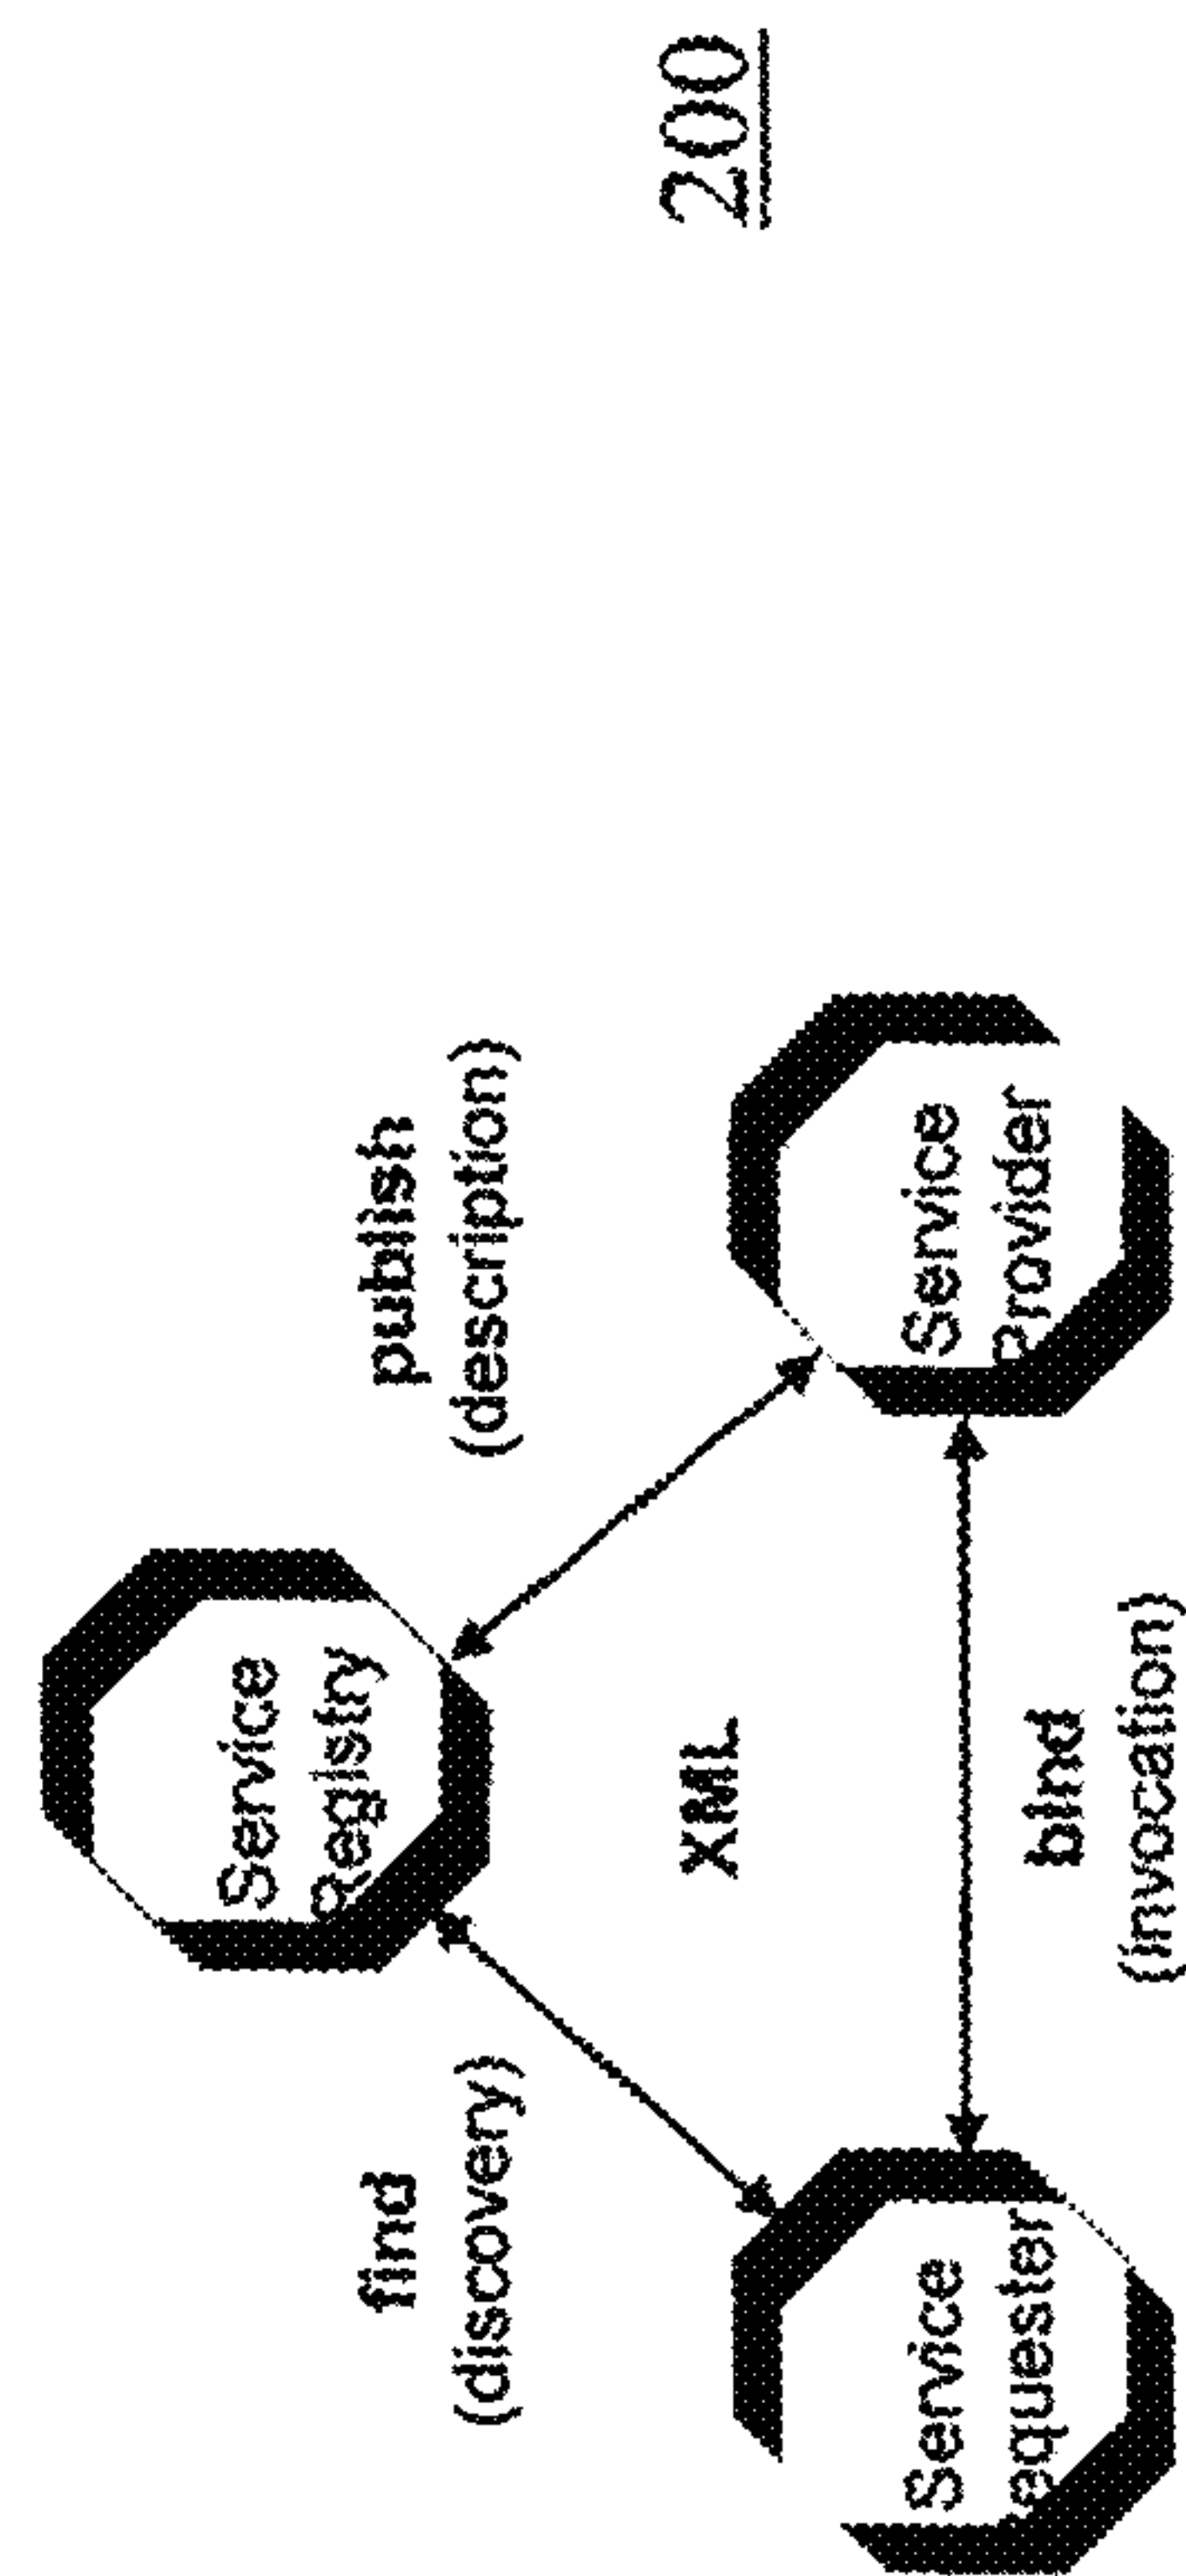 200
Service
Registry
find
(discovery)
publish
(description)
XML
Service
Requester
Service
Provider
bind
(invocation)